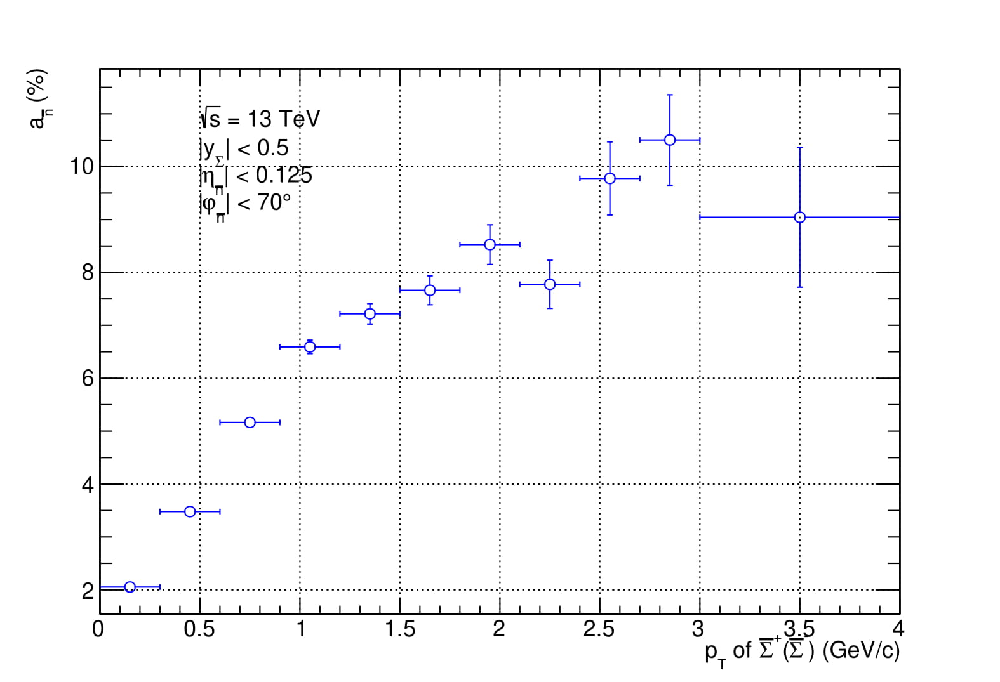 a_n̅ (%)
√s = 13 TeV
|y_Σ| < 0.5
|η_n̅| < 0.125
|φ_n̅| < 70°
10
8
6
4
2
0 0.5 1 1.5 2 2.5 3 3.5 4
p_T of Σ̅⁺(Σ̅⁻) (GeV/c)